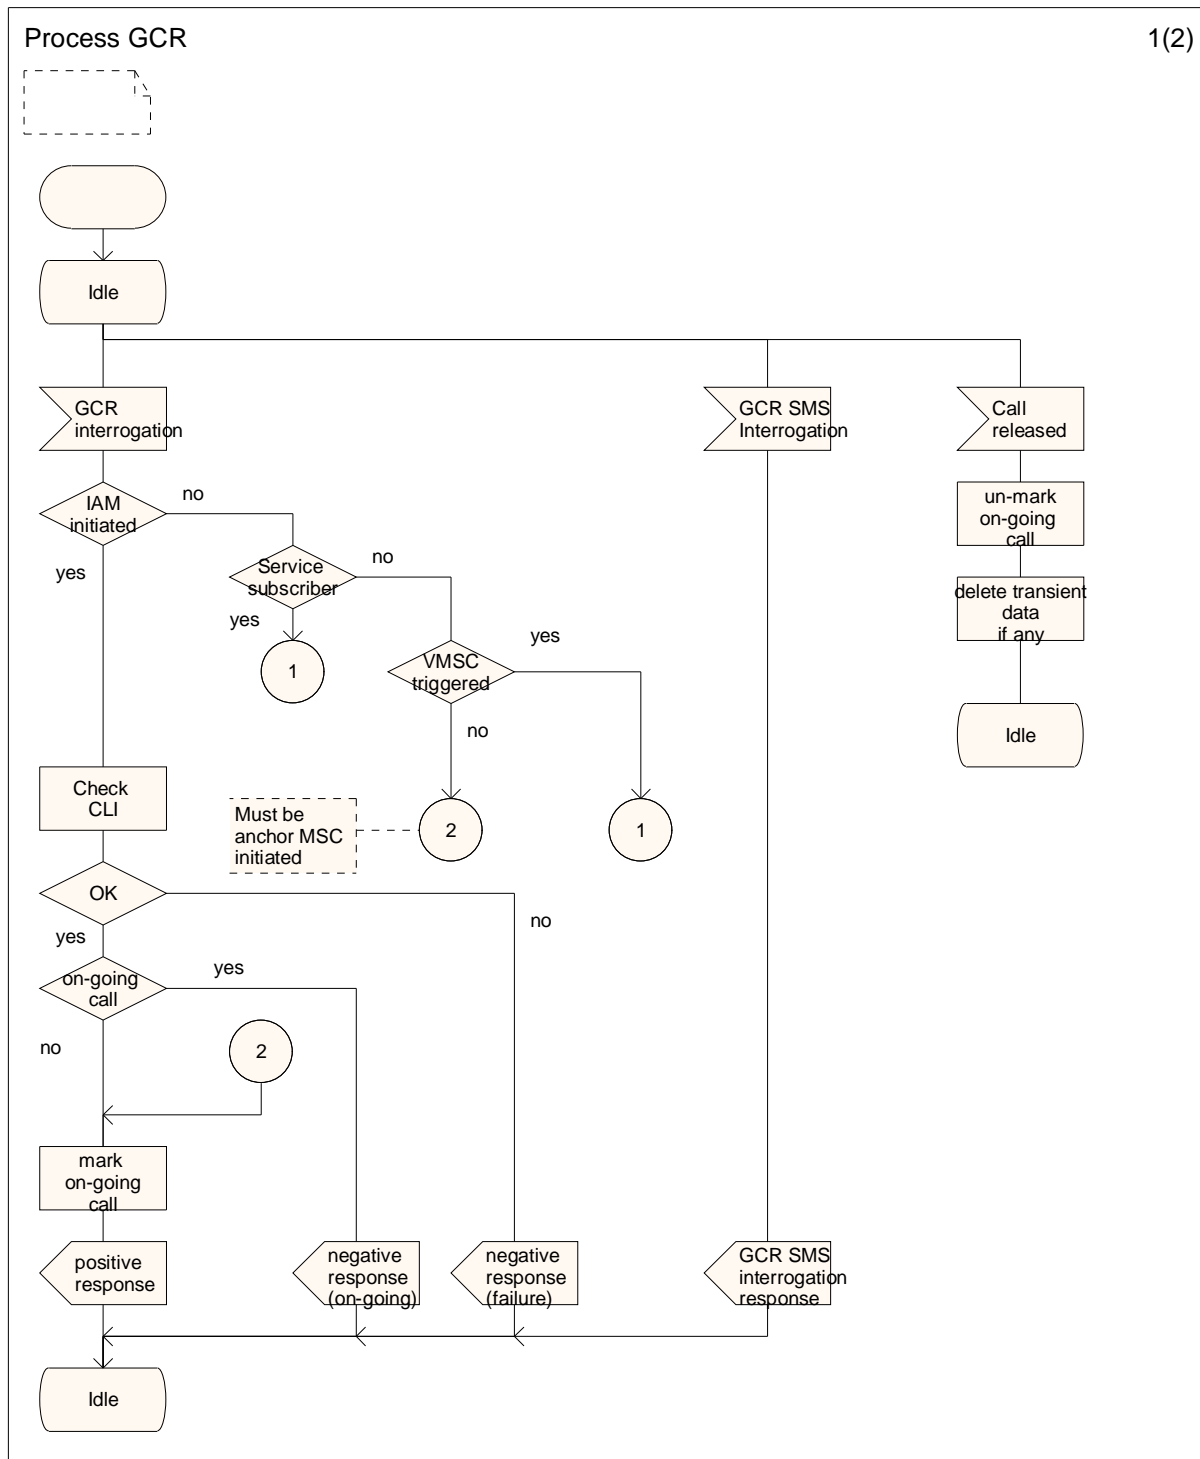 Process GCR
1(2)
Idle
GCR
interrogation
GCR SMS
Interrogation
Call
released
IAM
initiated
no
yes
un-mark
on-going
call
Service
subscriber
no
yes
delete transient
data
if any
1
VMSC
triggered
yes
no
Idle
Check
CLI
Must be
anchor MSC
initiated
2
1
OK
no
yes
on-going
call
yes
no
2
mark
on-going
call
positive
response
negative
response
(on-going)
negative
response
(failure)
GCR SMS
interrogation
response
Idle